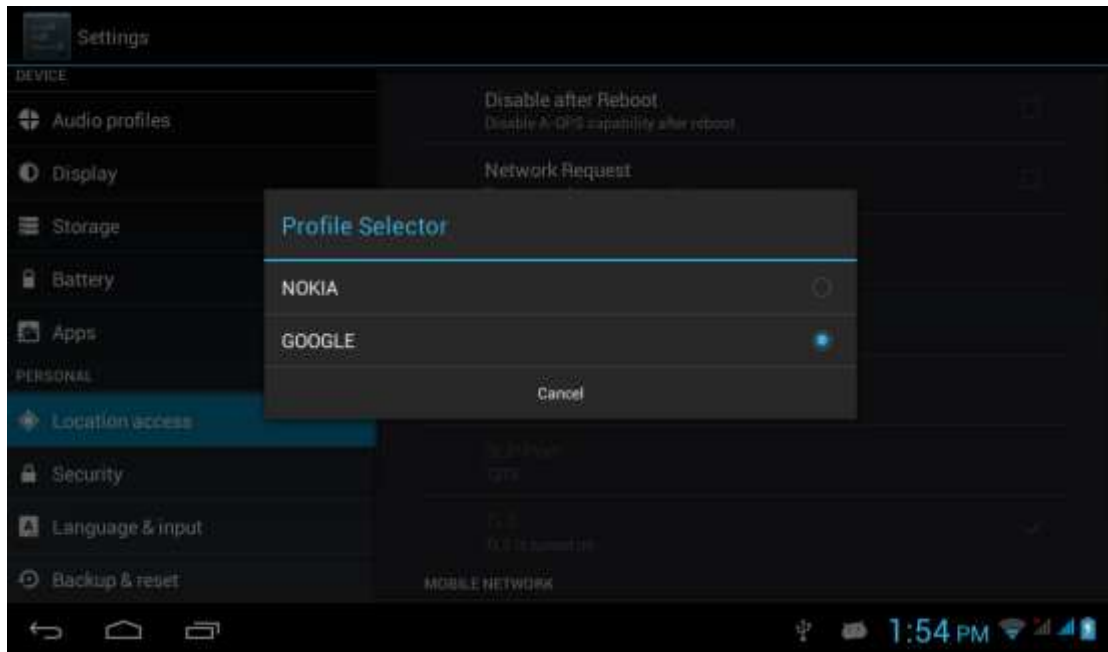 Settings
DEVICE
Audio profiles
Display
Storage
Battery
Apps
PERSONAL
Location access
Security
Language & input
Backup & reset
Disable after Reboot
Disable A-GPS capability after reboot
Network Request
Profile Selector
NOKIA
GOOGLE
Cancel
MOBILE NETWORK
1:54 PM